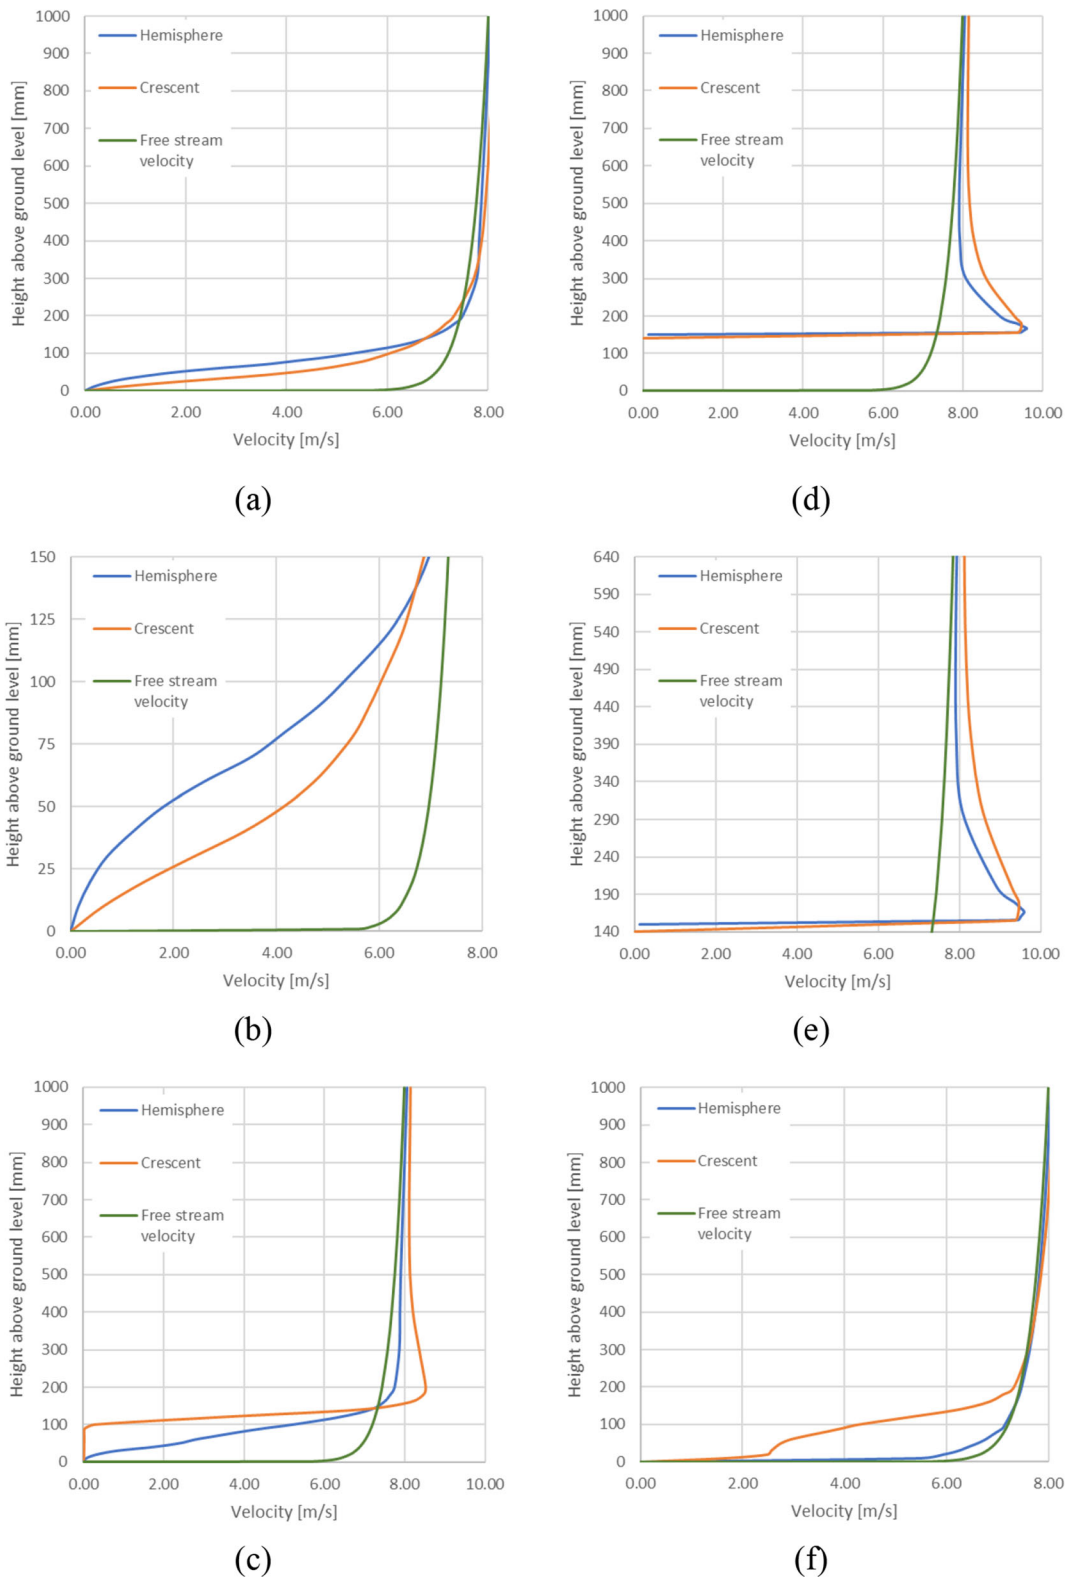 1000
900
800
700
600
500
400
300
200
100
0
Height above ground level [mm]
Hemisphere
Crescent
Free stream
velocity
0.00 2.00 4.00 6.00 8.00
Velocity [m/s]
(a)
1000
900
800
700
600
500
400
300
200
100
0
Height above ground level [mm]
Hemisphere
Crescent
Free stream
velocity
0.00 2.00 4.00 6.00 8.00 10.00
Velocity [m/s]
(d)
150
125
100
75
50
25
0
Height above ground level [mm]
Hemisphere
Crescent
Free stream
velocity
0.00 2.00 4.00 6.00 8.00
Velocity [m/s]
(b)
640
590
540
490
440
390
340
290
240
190
140
Height above ground level [mm]
Hemisphere
Crescent
Free stream
velocity
0.00 2.00 4.00 6.00 8.00 10.00
Velocity [m/s]
(e)
1000
900
800
700
600
500
400
300
200
100
0
Height above ground level [mm]
Hemisphere
Crescent
Free stream
velocity
0.00 2.00 4.00 6.00 8.00 10.00
Velocity [m/s]
(c)
1000
900
800
700
600
500
400
300
200
100
0
Height above ground level [mm]
Hemisphere
Crescent
Free stream
velocity
0.00 2.00 4.00 6.00 8.00
Velocity [m/s]
(f)